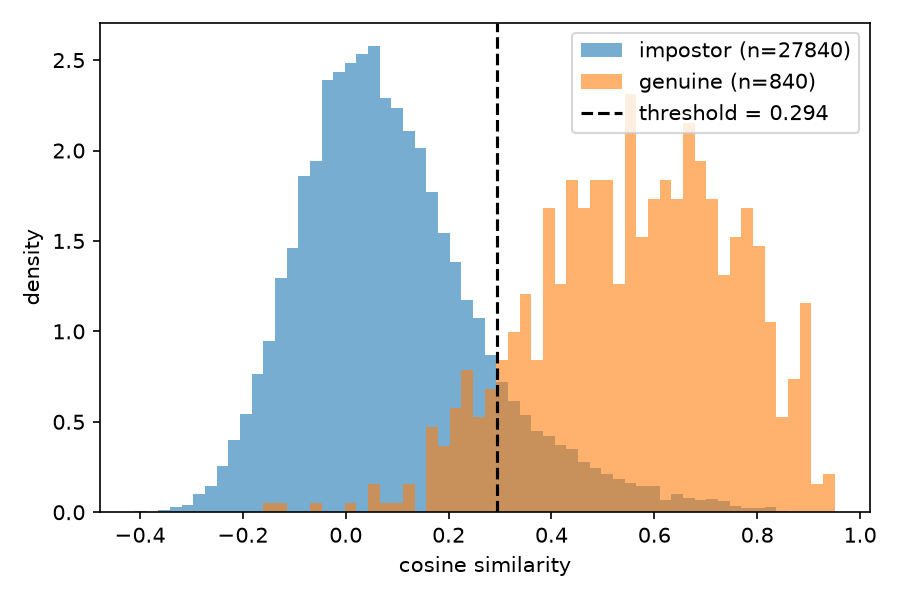 impostor (n=27840)
genuine (n=840)
threshold = 0.294
density
2.5
2.0
1.5
1.0
0.5
0.0
−0.4 −0.2 0.0 0.2 0.4 0.6 0.8 1.0
cosine similarity